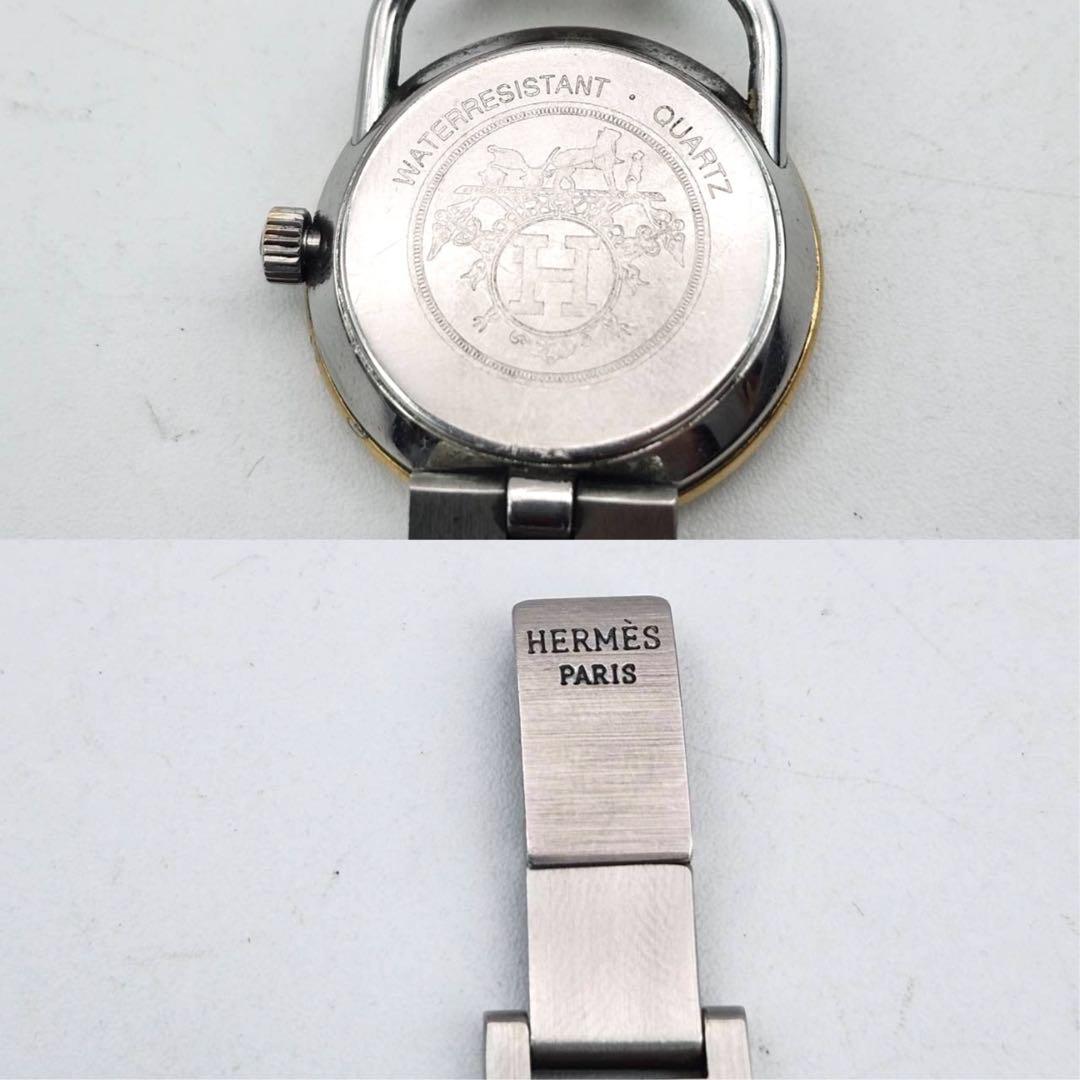 WATERRESISTANT · QUARTZ
H
HERMÈS
PARIS